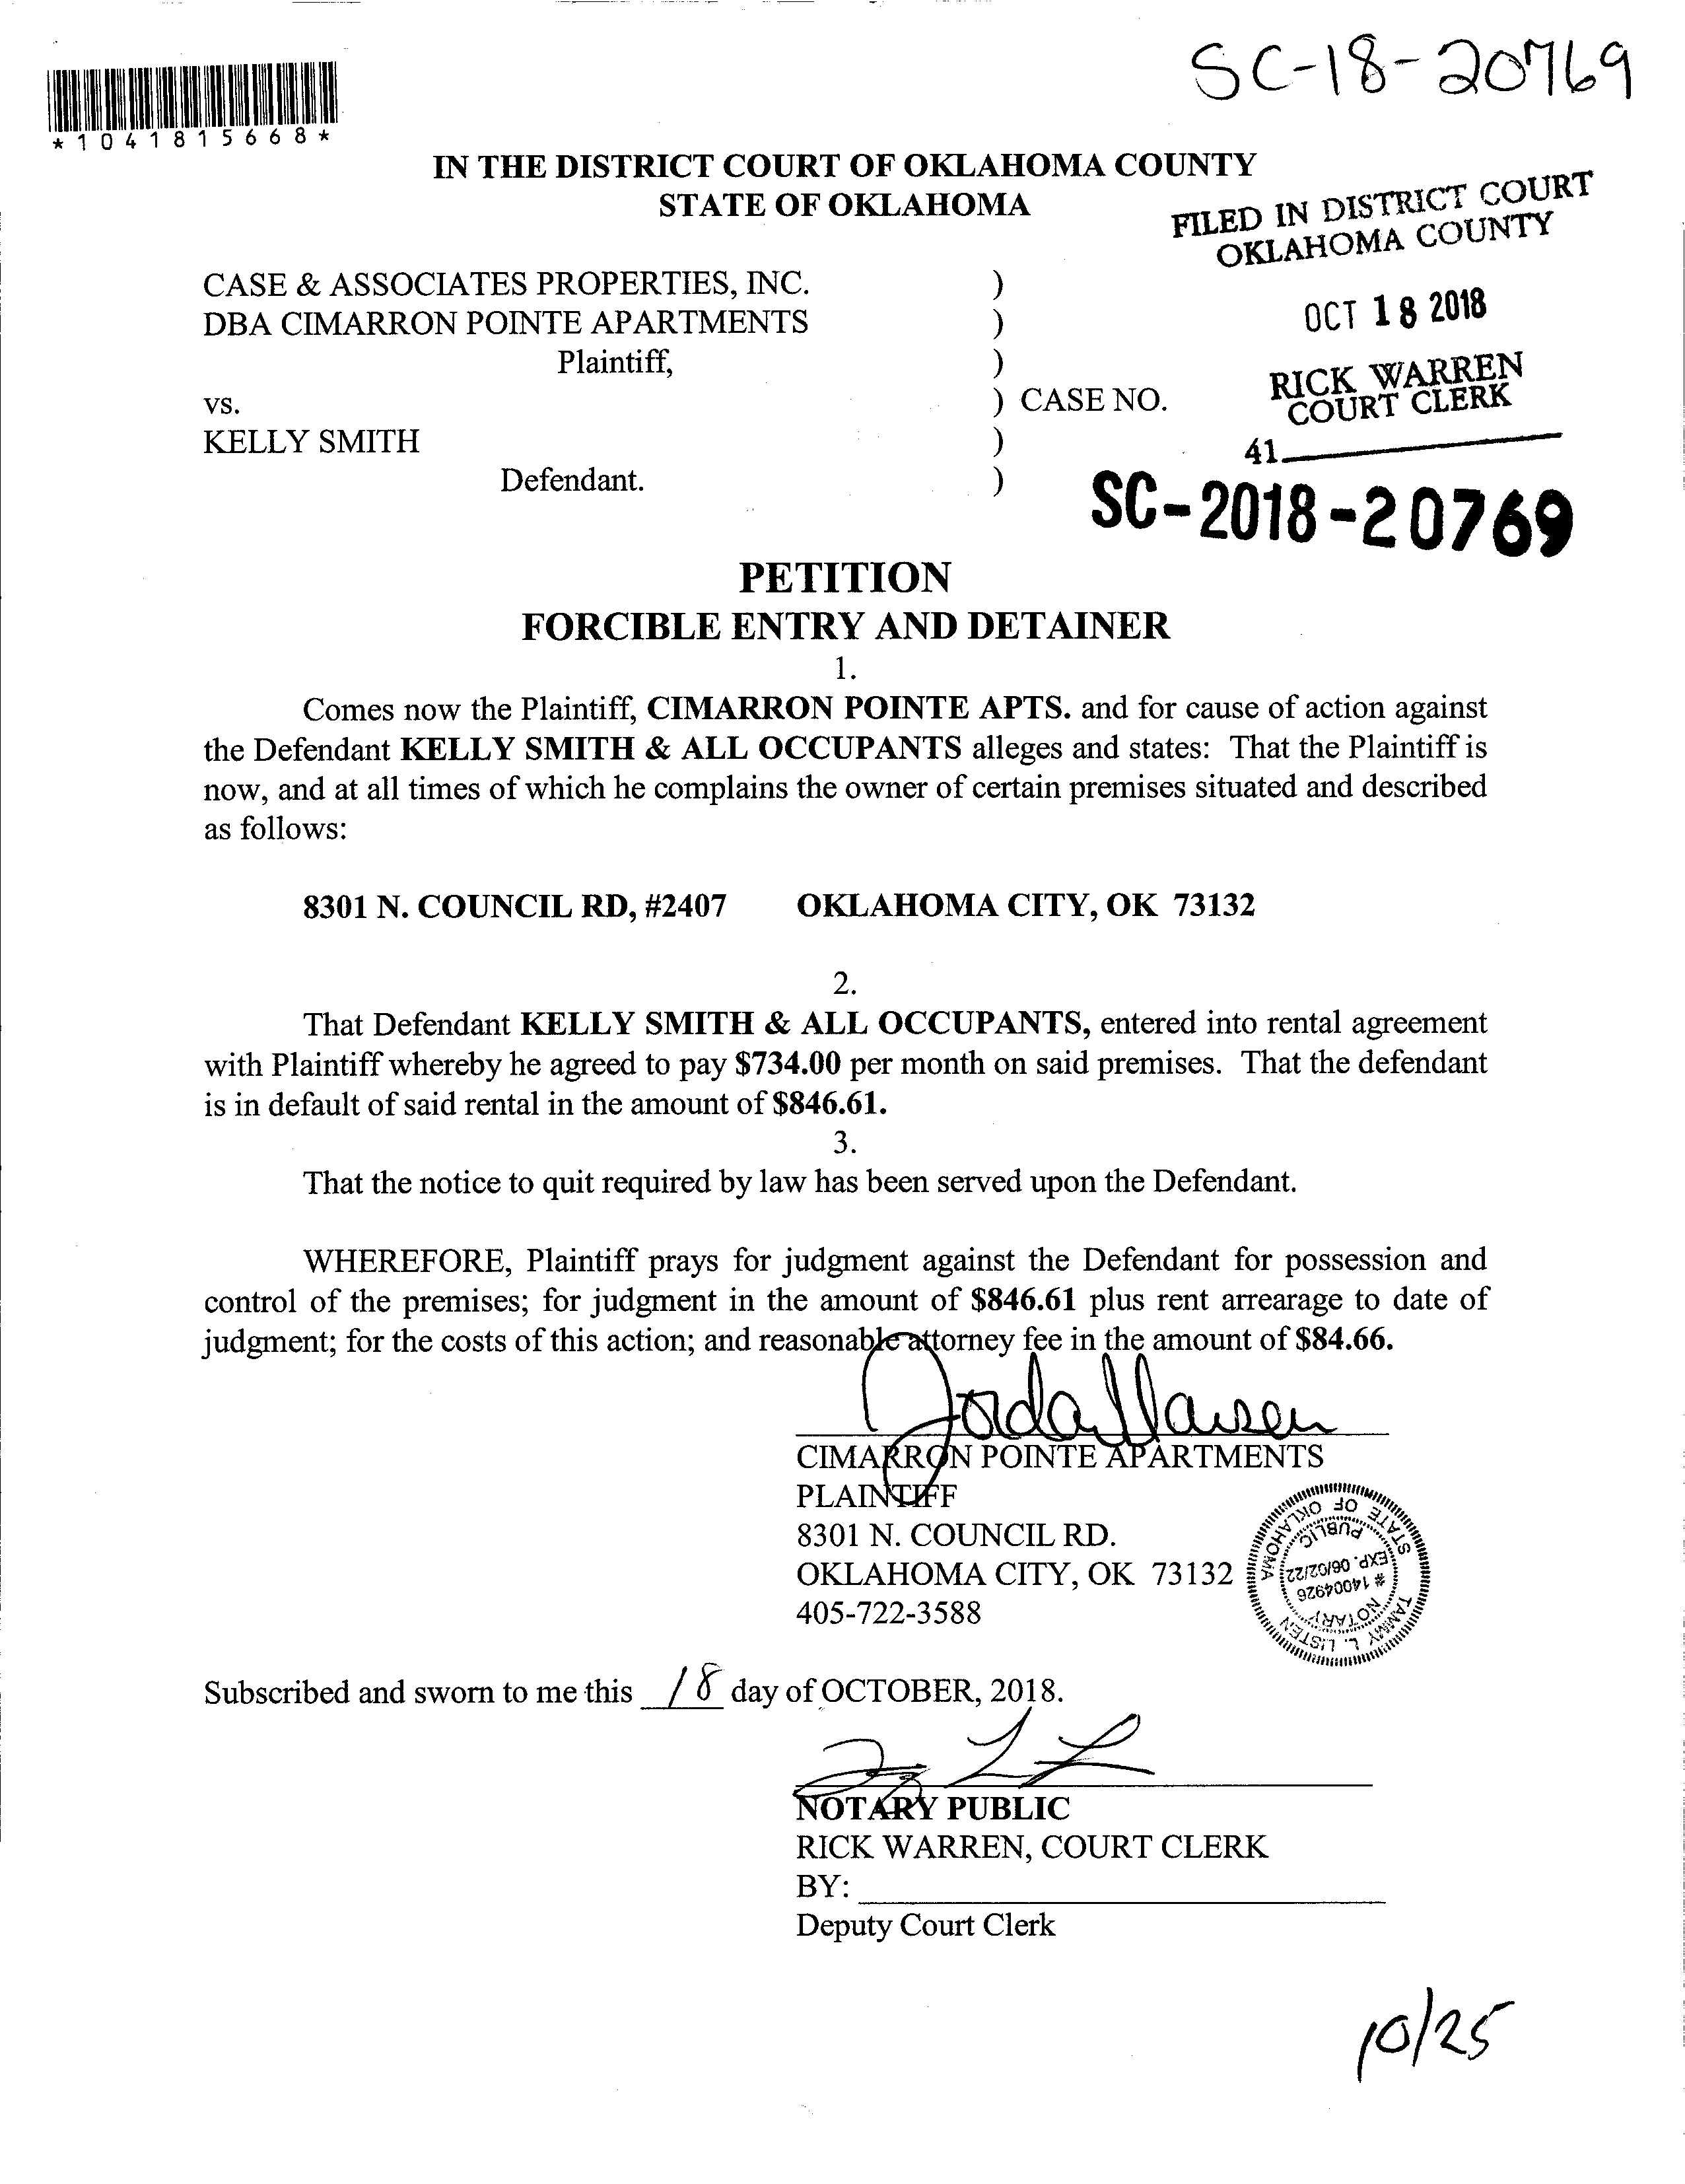 SC-18-20769
*1041815668*
IN THE DISTRICT COURT OF OKLAHOMA COUNTY
STATE OF OKLAHOMA
FILED IN DISTRICT COURT
OKLAHOMA COUNTY
CASE & ASSOCIATES PROPERTIES, INC. )
DBA CIMARRON POINTE APARTMENTS )
OCT 18 2018
Plaintiff, )
RICK WARREN
COURT CLERK
vs. ) CASE NO.
KELLY SMITH )
41
Defendant. )
SC-2018-20769
PETITION
FORCIBLE ENTRY AND DETAINER
1.
Comes now the Plaintiff, CIMARRON POINTE APTS. and for cause of action against
the Defendant KELLY SMITH & ALL OCCUPANTS alleges and states: That the Plaintiff is
now, and at all times of which he complains the owner of certain premises situated and described
as follows:
8301 N. COUNCIL RD, #2407 OKLAHOMA CITY, OK 73132
2.
That Defendant KELLY SMITH & ALL OCCUPANTS, entered into rental agreement
with Plaintiff whereby he agreed to pay $734.00 per month on said premises. That the defendant
is in default of said rental in the amount of $846.61.
3.
That the notice to quit required by law has been served upon the Defendant.
WHEREFORE, Plaintiff prays for judgment against the Defendant for possession and
control of the premises; for judgment in the amount of $846.61 plus rent arrearage to date of
judgment; for the costs of this action; and reasonable attorney fee in the amount of $84.66.
CIMARRON POINTE APARTMENTS
PLAINTIFF
8301 N. COUNCIL RD.
OKLAHOMA CITY, OK 73132
405-722-3588
TAMMY L. LISTEN
STATE OF OKLAHOMA
NOTARY
# 14004926
EXP. 06/02/22
PUBLIC
Subscribed and sworn to me this 18 day of OCTOBER, 2018.
NOTARY PUBLIC
RICK WARREN, COURT CLERK
BY:
Deputy Court Clerk
10/25